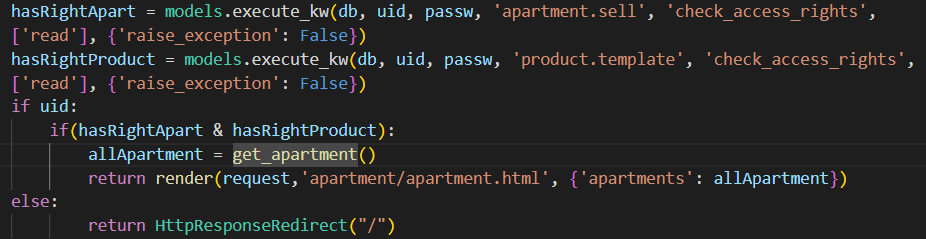 hasRightApart = models.execute_kw(db, uid, passw, 'apartment.sell', 'check_access_rights',
['read'], {'raise_exception': False})
hasRightProduct = models.execute_kw(db, uid, passw, 'product.template', 'check_access_rights',
['read'], {'raise_exception': False})
if uid:
    if(hasRightApart & hasRightProduct):
        allApartment = get_apartment()
        return render(request,'apartment/apartment.html', {'apartments': allApartment})
else:
        return HttpResponseRedirect("/")